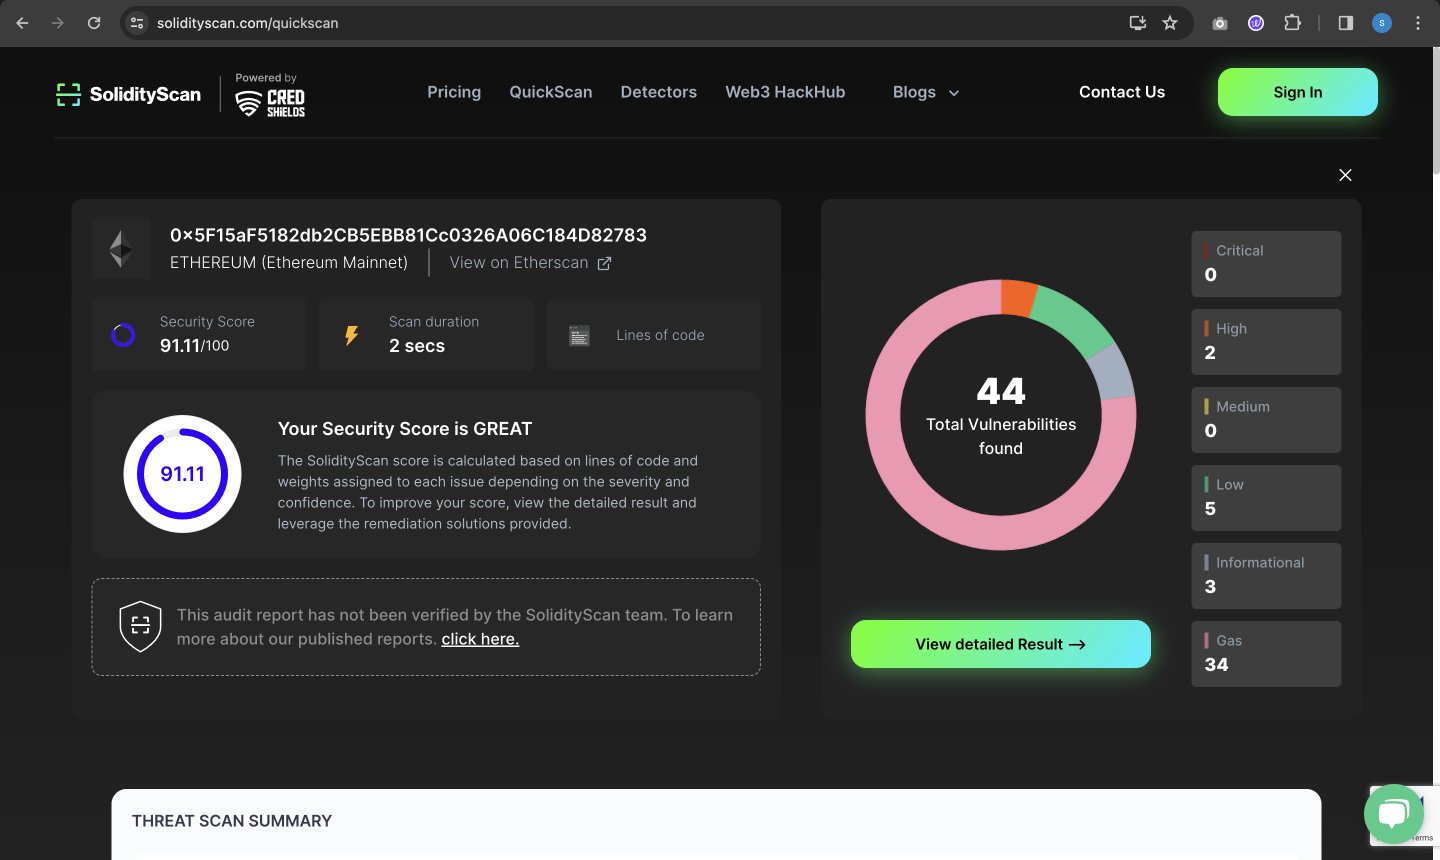 solidityscan.com/quickscan
S
SolidityScan
Powered by
CRED
SHIELDS
Pricing
QuickScan
Detectors
Web3 HackHub
Blogs
Contact Us
Sign In
0x5F15aF5182db2CB5EBB81Cc0326A06C184D82783
ETHEREUM (Ethereum Mainnet)
View on Etherscan
Security Score
91.11/100
Scan duration
2 secs
Lines of code
91.11
Your Security Score is GREAT
The SolidityScan score is calculated based on lines of code and
weights assigned to each issue depending on the severity and
confidence. To improve your score, view the detailed result and
leverage the remediation solutions provided.
This audit report has not been verified by the SolidityScan team. To learn
more about our published reports. click here.
44
Total Vulnerabilities
found
View detailed Result →
Critical
0
High
2
Medium
0
Low
5
Informational
3
Gas
34
THREAT SCAN SUMMARY